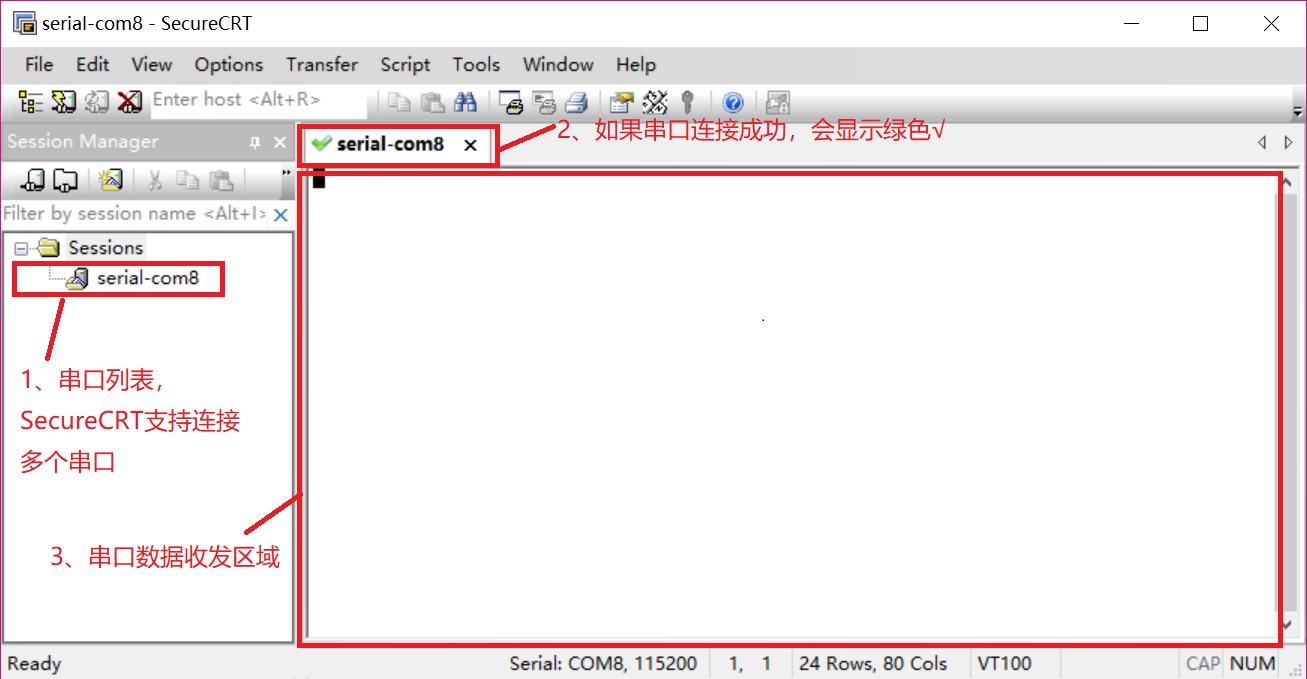 serial-com8 - SecureCRT
File Edit View Options Transfer Script Tools Window Help
Enter host <Alt+R>
Session Manager
serial-com8
2、如果串口连接成功，会显示绿色√
Filter by session name <Alt+I>
Sessions
serial-com8
1、串口列表，
SecureCRT支持连接
多个串口
3、串口数据收发区域
Ready
Serial: COM8, 115200
1, 1
24 Rows, 80 Cols
VT100
CAP NUM